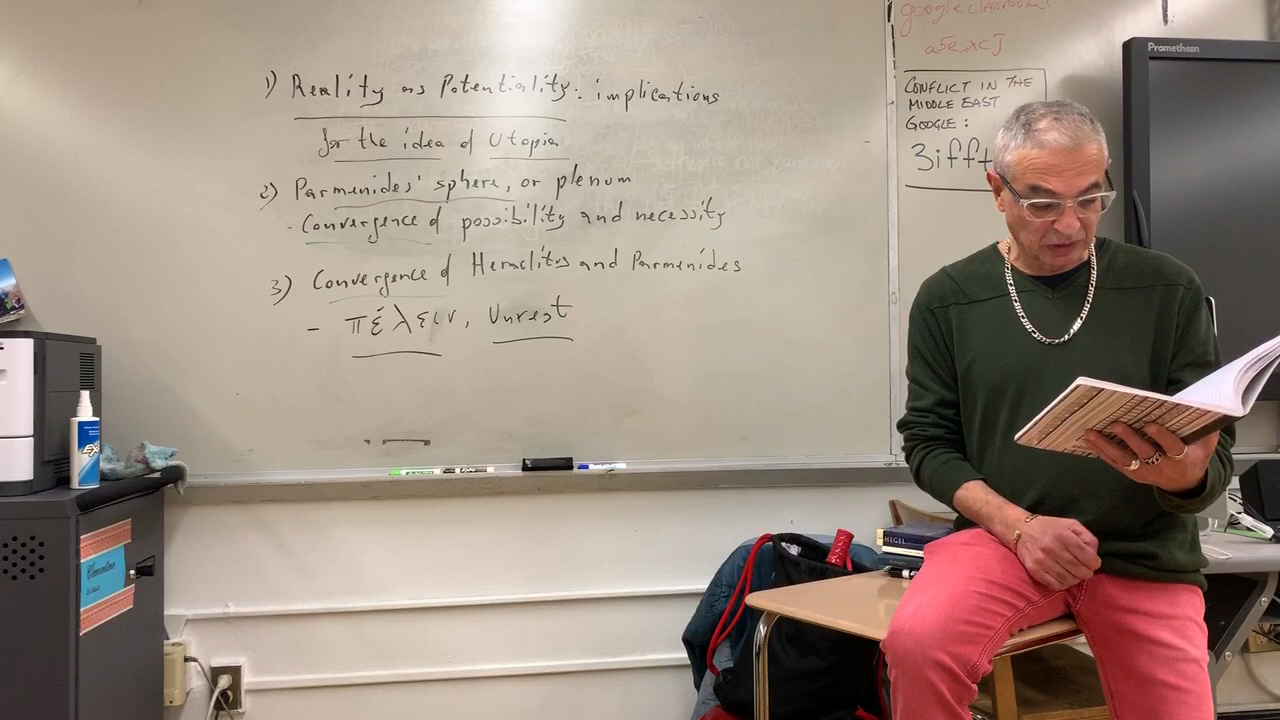 1) Reality as Potentiality: implications
for the idea of Utopia
2) Parmenides' sphere, or plenum
- Convergence of possibility and necessity
3) Convergence of Heraclitus and Parmenides
- πέλειν, Unrest
google classroom:
a5excJ
CONFLICT IN THE
MIDDLE EAST
GOOGLE:
3ifft
Promethean
HEGEL
Clementine